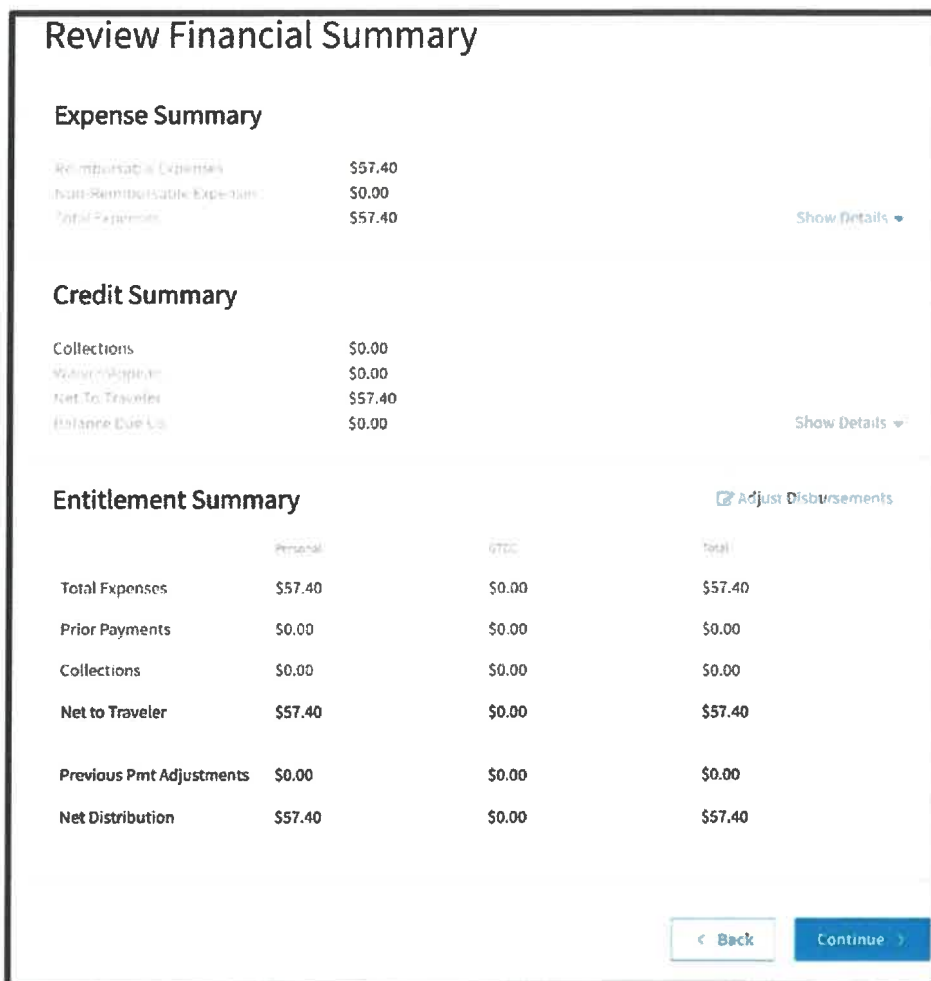 Review Financial Summary
Expense Summary
Reimbursable Expenses $57.40
Non-Reimbursable Expenses $0.00
Total Expenses $57.40
Show Details
Credit Summary
Collections $0.00
$0.00
Net To Traveler $57.40
Balance Due US $0.00
Show Details
Entitlement Summary
Adjust Disbursements
Personal GTCC Total
Total Expenses $57.40 $0.00 $57.40
Prior Payments $0.00 $0.00 $0.00
Collections $0.00 $0.00 $0.00
Net to Traveler $57.40 $0.00 $57.40
Previous Pmt Adjustments $0.00 $0.00 $0.00
Net Distribution $57.40 $0.00 $57.40
< Back
Continue >